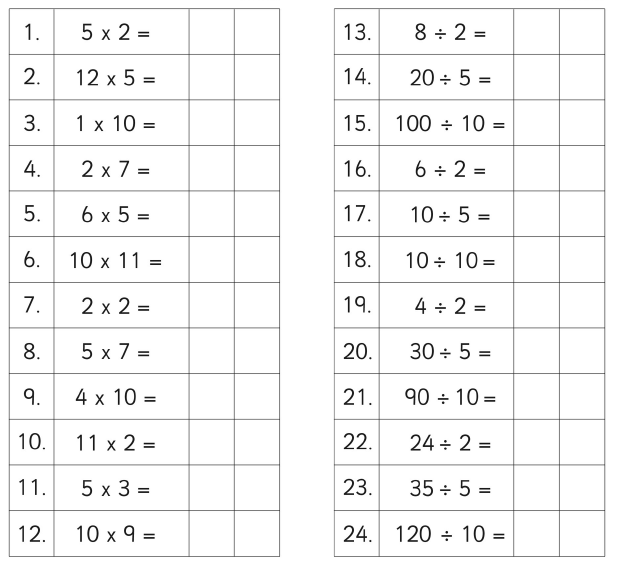 1. 5 x 2 =
2. 12 x 5 =
3. 1 x 10 =
4. 2 x 7 =
5. 6 x 5 =
6. 10 x 11 =
7. 2 x 2 =
8. 5 x 7 =
9. 4 x 10 =
10. 11 x 2 =
11. 5 x 3 =
12. 10 x 9 =
13. 8 ÷ 2 =
14. 20 ÷ 5 =
15. 100 ÷ 10 =
16. 6 ÷ 2 =
17. 10 ÷ 5 =
18. 10 ÷ 10 =
19. 4 ÷ 2 =
20. 30 ÷ 5 =
21. 90 ÷ 10 =
22. 24 ÷ 2 =
23. 35 ÷ 5 =
24. 120 ÷ 10 =